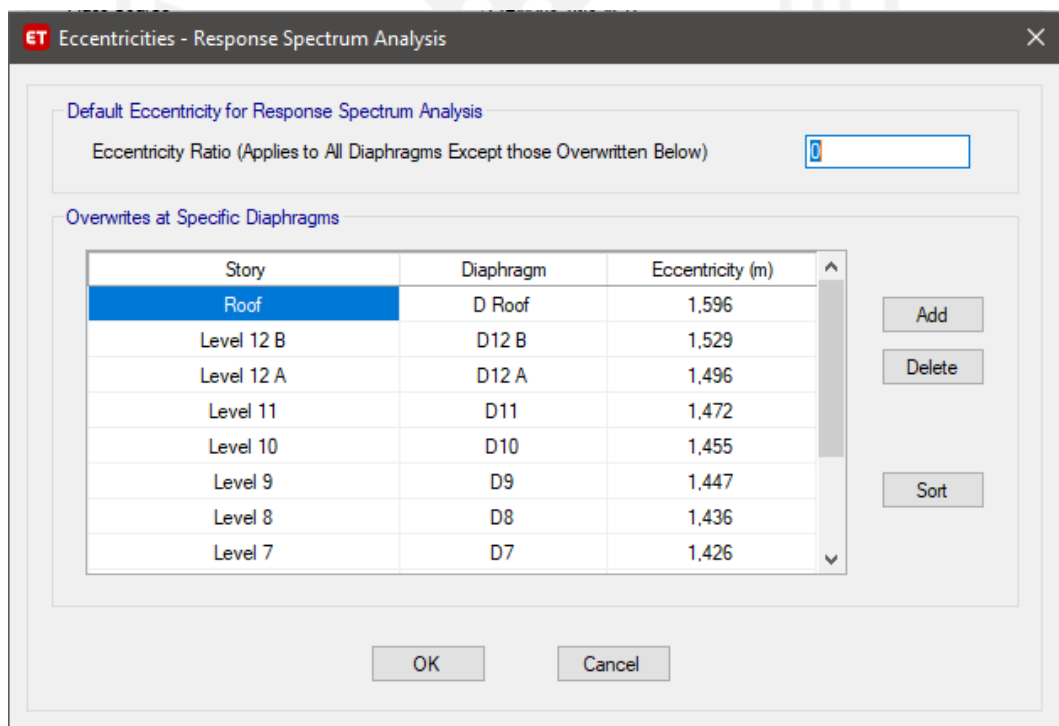 ET Eccentricities - Response Spectrum Analysis
Default Eccentricity for Response Spectrum Analysis
Eccentricity Ratio (Applies to All Diaphragms Except those Overwritten Below) 0
Overwrites at Specific Diaphragms
Story Diaphragm Eccentricity (m)
Roof D Roof 1,596
Level 12 B D12 B 1,529
Level 12 A D12 A 1,496
Level 11 D11 1,472
Level 10 D10 1,455
Level 9 D9 1,447
Level 8 D8 1,436
Level 7 D7 1,426
Add
Delete
Sort
OK Cancel